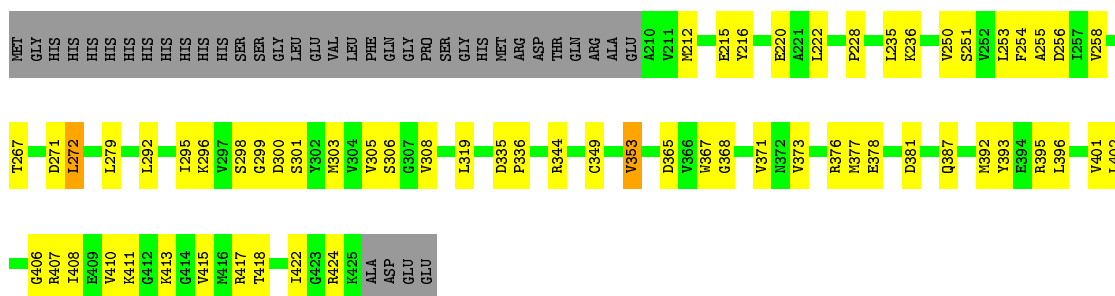 MET GLY HIS HIS HIS HIS HIS HIS HIS HIS HIS HIS SER SER GLY LEU GLU VAL LEU PHE GLN GLY PRO SER GLY HIS MET ARG ASP THR GLN ARG ALA GLU A210 V211 M212 E215 Y216 E220 A221 L222 P228 L235 K236 V250 S251 V252 L253 F254 A255 D256 I257 V258
T267 D271 L272 L279 L292 I295 K296 V297 S298 G299 D300 S301 Y302 M303 V304 V305 S306 G307 V308 L319 D335 P336 R344 C349 V353 D365 V366 W367 G368 V371 N372 V373 R376 M377 E378 D381 Q387 M392 Y393 E394 R395 L396 V401
G406 R407 I408 E409 V410 K411 G412 K413 G414 V415 M416 R417 T418 I422 G423 R424 K425 ALA ASP GLU GLU